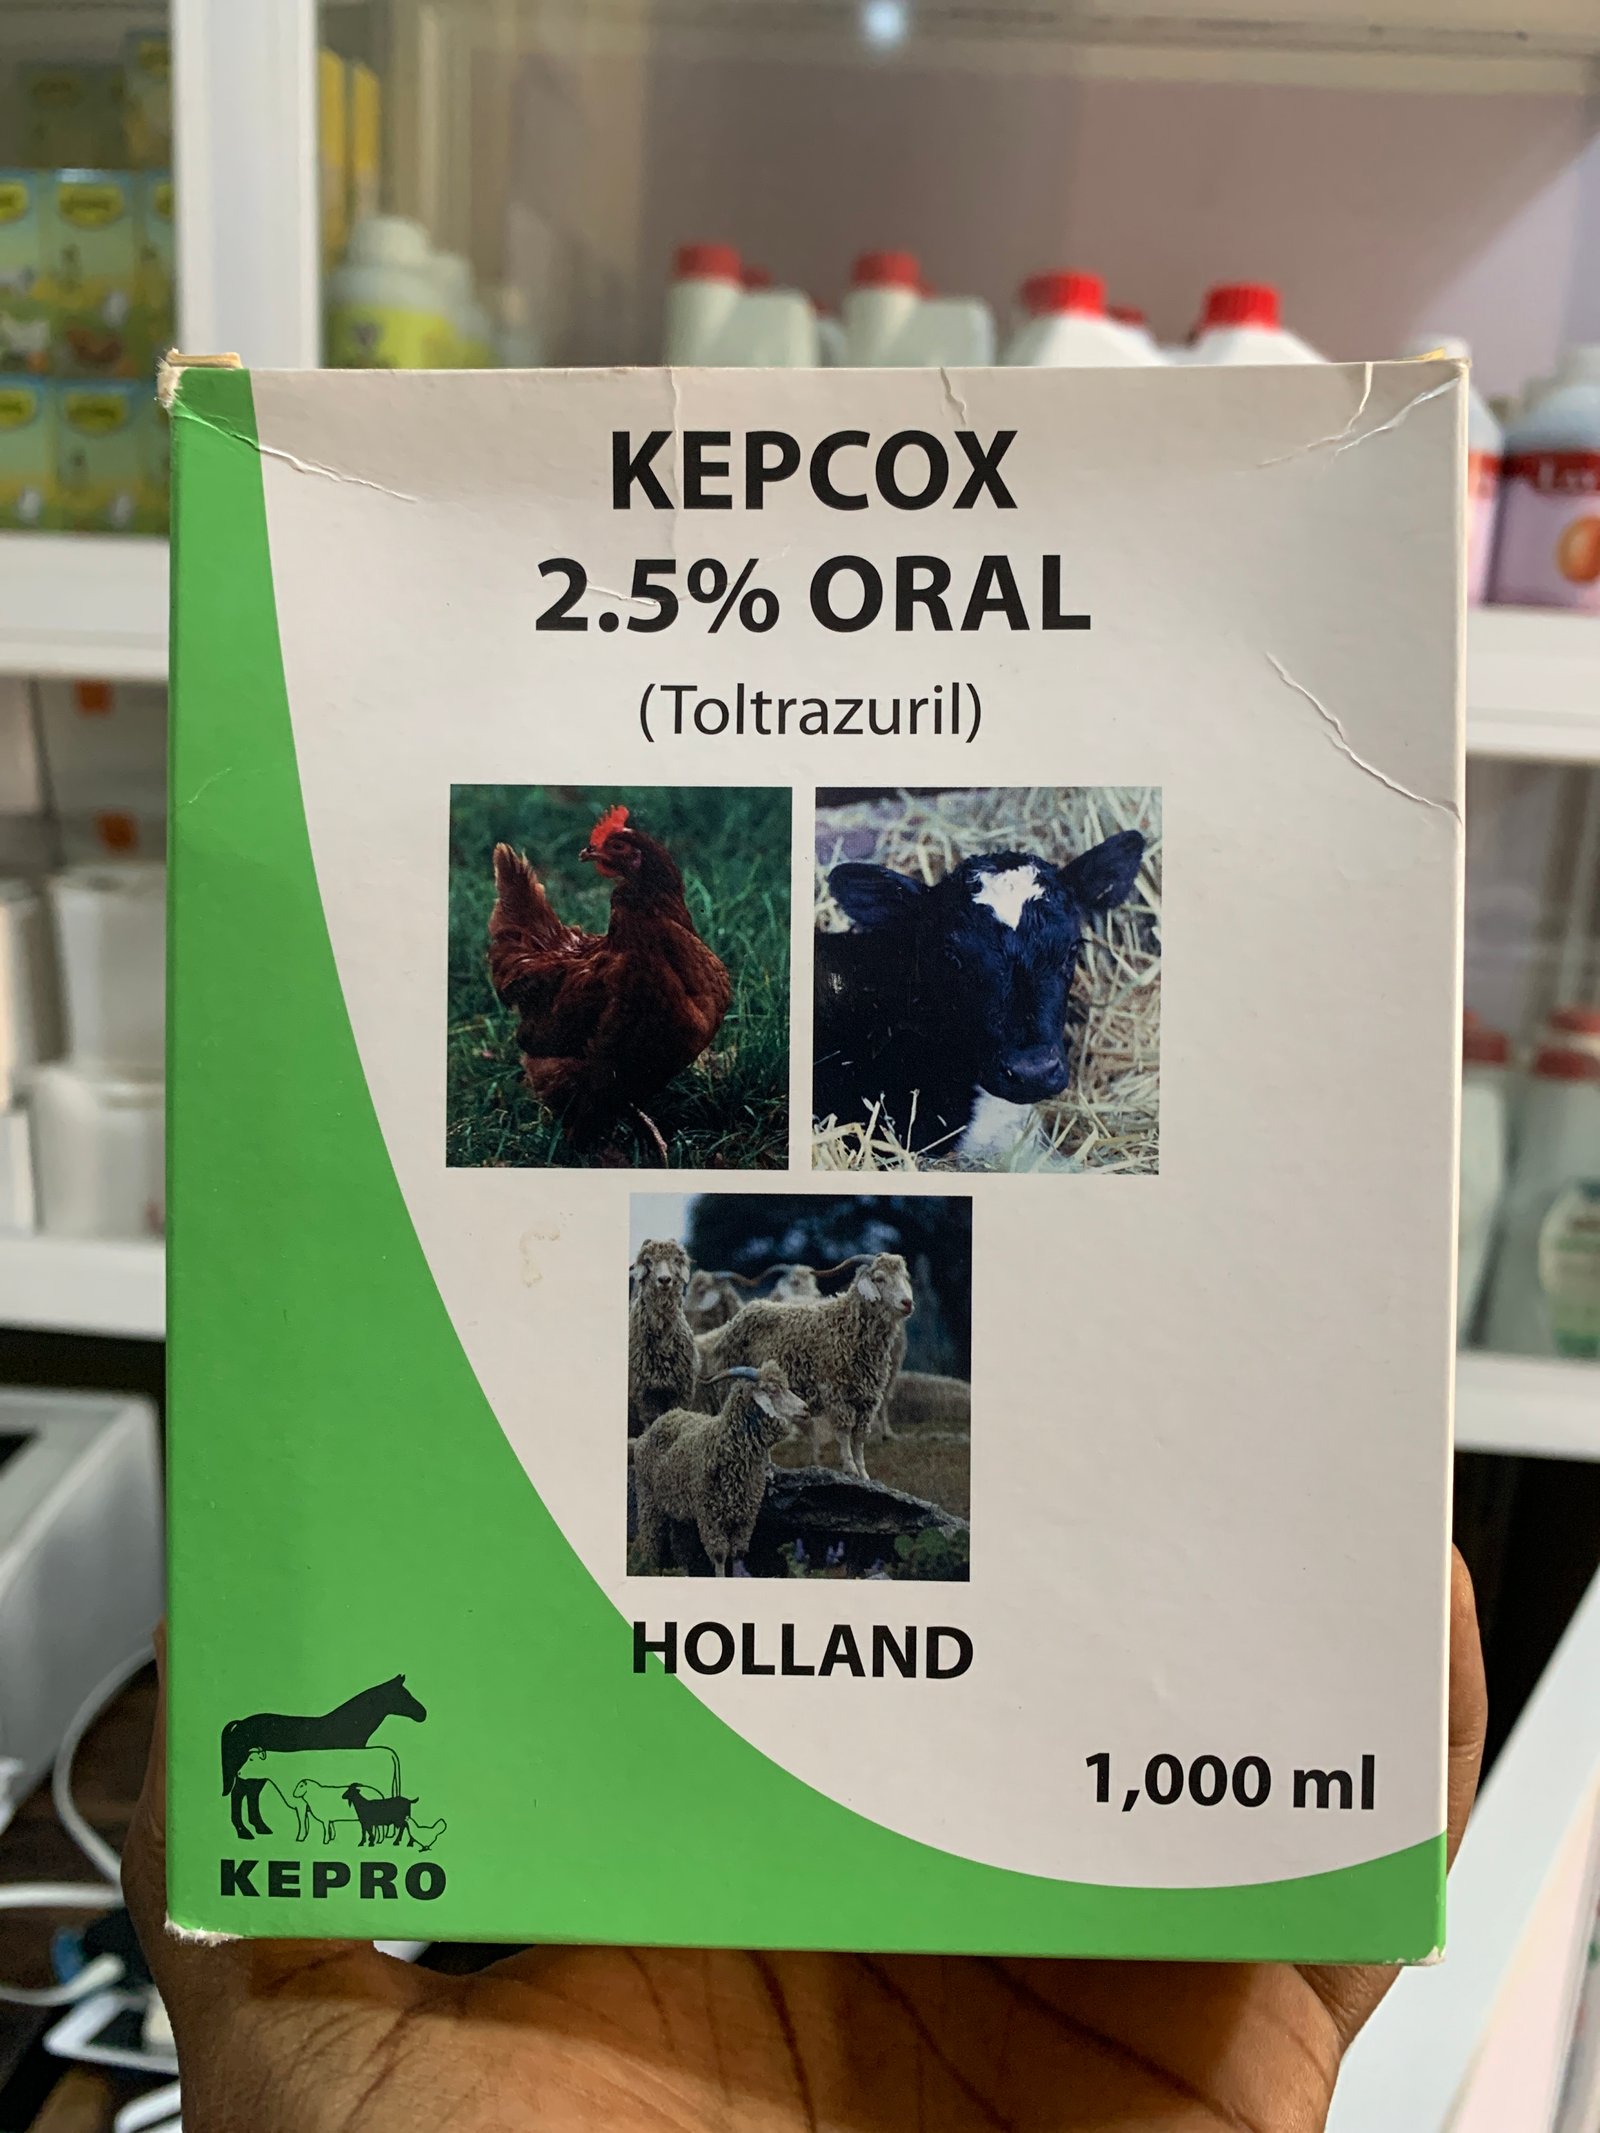 KEPCOX
2.5% ORAL
(Toltrazuril)
HOLLAND
1,000 ml
KEPRO